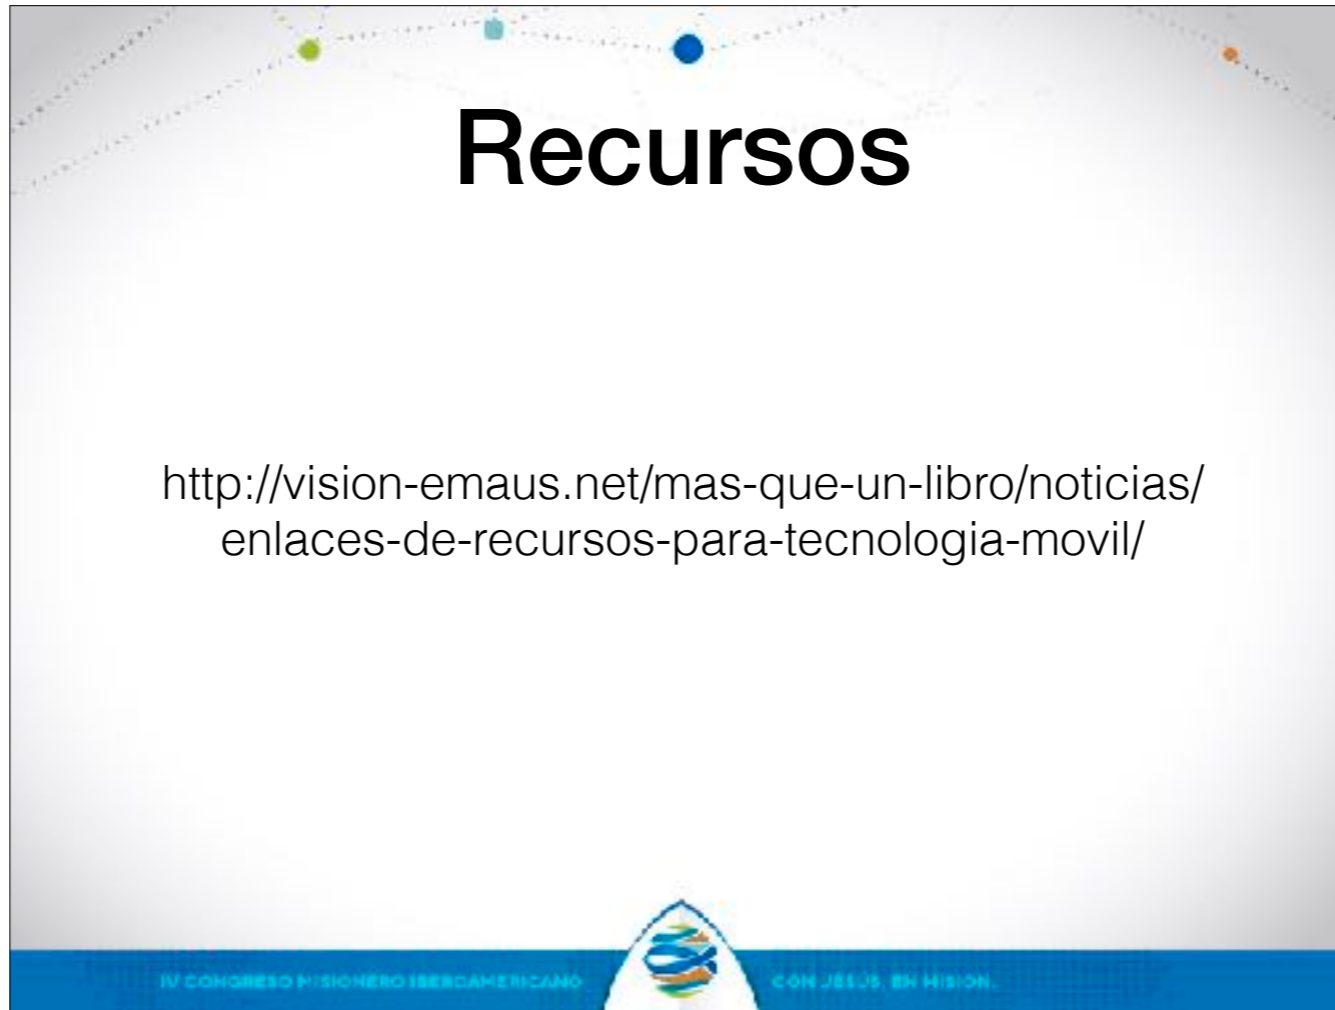 Recursos
http://vision-emaus.net/mas-que-un-libro/noticias/
enlaces-de-recursos-para-tecnologia-movil/
IV CONGRESO MISIONERO IBEROAMERICANO
CON JESÚS, EN MISION.